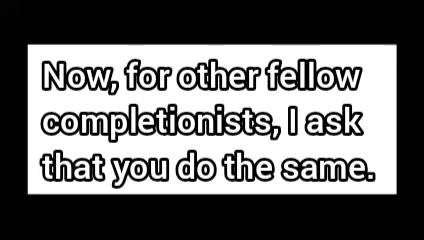 Now, for other fellow
completionists, I ask
that you do the same.